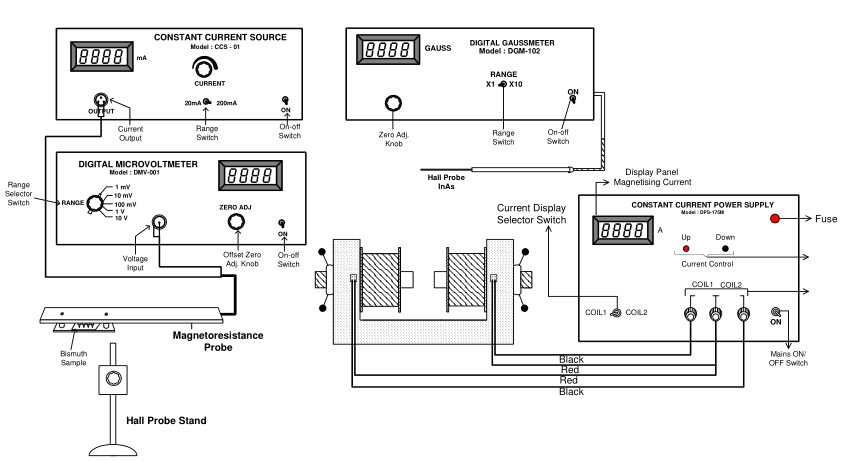 CONSTANT CURRENT SOURCE
Model : CCS - 01
mA
CURRENT
OUTPUT
20mA 200mA
ON
Current
Output
Range
Switch
On-off
Switch
DIGITAL GAUSSMETER
Model : DGM-102
GAUSS
RANGE
X1 X10
ON
Zero Adj.
Knob
Range
Switch
On-off
Switch
Hall Probe
InAs
DIGITAL MICROVOLTMETER
Model : DMV-001
Range
Selector
Switch
RANGE
1 mV
10 mV
100 mV
1 V
10 V
ZERO ADJ
ON
Voltage
Input
Offset Zero
Adj. Knob
On-off
Switch
Display Panel
Magnetising Current
Current Display
Selector Switch
CONSTANT CURRENT POWER SUPPLY
Model : DPS-175M
A
Fuse
Up Down
Current Control
COIL1 COIL2
COIL1 COIL2
ON
Mains ON/
OFF Switch
Black
Red
Red
Black
Magnetoresistance
Probe
Bismuth
Sample
Hall Probe Stand